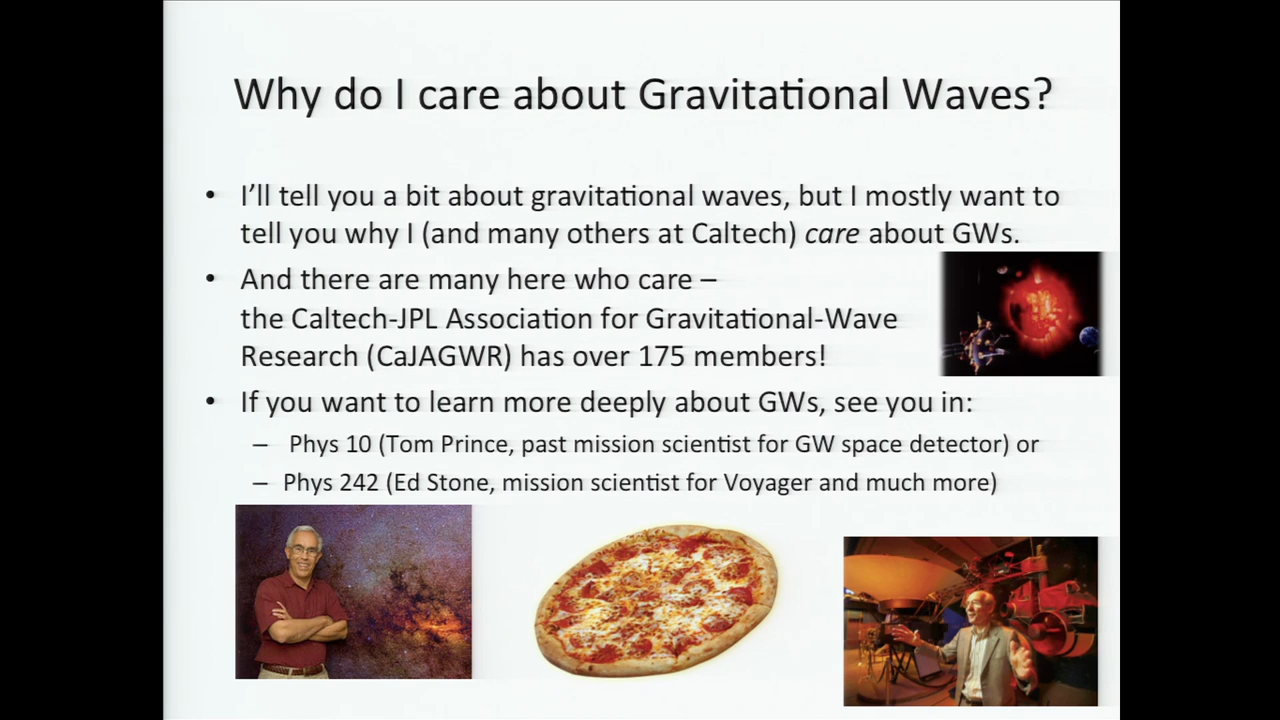 Why do I care about Gravitational Waves?
• I'll tell you a bit about gravitational waves, but I mostly want to
tell you why I (and many others at Caltech) care about GWs.
• And there are many here who care –
the Caltech-JPL Association for Gravitational-Wave
Research (CaJAGWR) has over 175 members!
• If you want to learn more deeply about GWs, see you in:
– Phys 10 (Tom Prince, past mission scientist for GW space detector) or
– Phys 242 (Ed Stone, mission scientist for Voyager and much more)